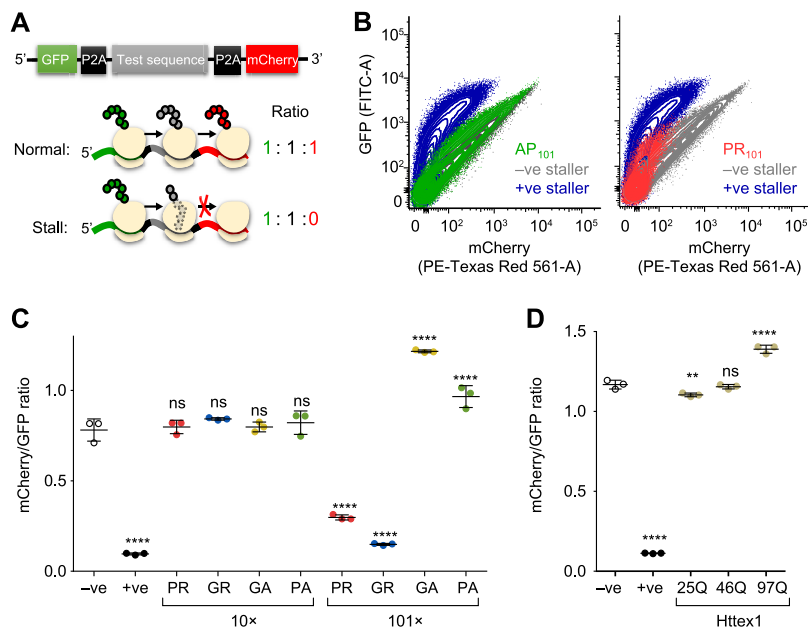 A
5’ GFP P2A Test sequence P2A mCherry 3’
Ratio
Normal: 5’ 1 : 1 : 1
Stall: 5’ 1 : 1 : 0
B
GFP (FITC-A)
10⁵
10⁴
10³
10²
0
AP₁₀₁
–ve staller
+ve staller
0 10² 10³ 10⁴ 10⁵
mCherry
(PE-Texas Red 561-A)
PR₁₀₁
–ve staller
+ve staller
0 10² 10³ 10⁴ 10⁵
mCherry
(PE-Texas Red 561-A)
C
mCherry/GFP ratio
1.0
0.5
0.0
**** ns ns ns ns **** **** **** ****
–ve +ve PR GR GA PA PR GR GA PA
10× 101×
D
mCherry/GFP ratio
1.5
1.0
0.5
0.0
**** ** ns ****
–ve +ve 25Q 46Q 97Q
Httex1